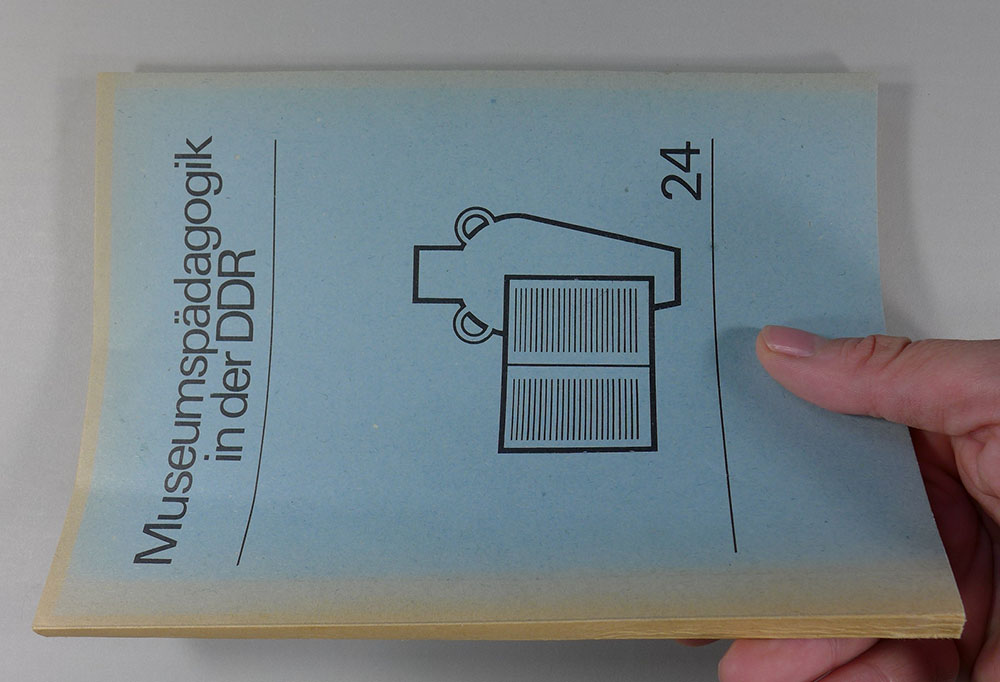 Museumspädagogik
in der DDR
24